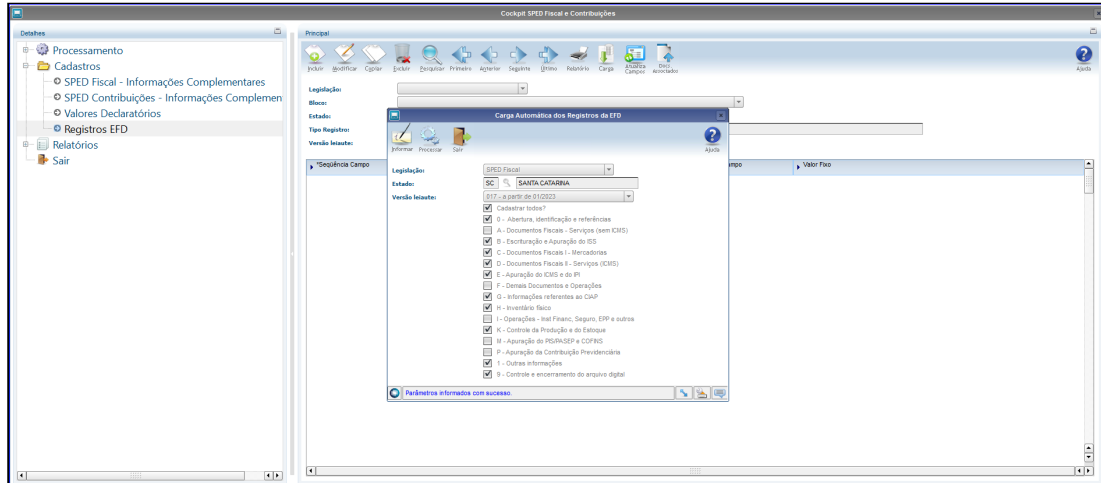 Cockpit SPED Fiscal e Contribuições
Detalhes
Principal
Processamento
Cadastros
SPED Fiscal - Informações Complementares
SPED Contribuições - Informações Complemen
Valores Declaratórios
Registros EFD
Relatórios
Sair
Incluir Modificar Copiar Excluir Pesquisar Primeiro Anterior Seguinte Último Relatório Carga Atualiza Campos Docs Associados Ajuda
Legislação:
Bloco:
Estado:
Tipo Registro:
Versão leiaute:
*Seqüência Campo
ampo
Valor Fixo
Carga Automática dos Registros da EFD
Informar Processar Sair Ajuda
Legislação: SPED Fiscal
Estado: SC SANTA CATARINA
Versão leiaute: 017 - a partir de 01/2023
Cadastrar todos?
0 - Abertura, identificação e referências
A - Documentos Fiscais - Serviços (sem ICMS)
B - Escrituração e Apuração do ISS
C - Documentos Fiscais I - Mercadorias
D - Documentos Fiscais II - Serviços (ICMS)
E - Apuração do ICMS e do IPI
F - Demais Documentos e Operações
G - Informações referentes ao CIAP
H - Inventário físico
I - Operações - Inst Financ, Seguro, EPP e outros
K - Controle da Produção e do Estoque
M - Apuração do PIS/PASEP e COFINS
P - Apuração da Contribuição Previdenciária
1 - Outras informações
9 - Controle e encerramento do arquivo digital
Parâmetros informados com sucesso.